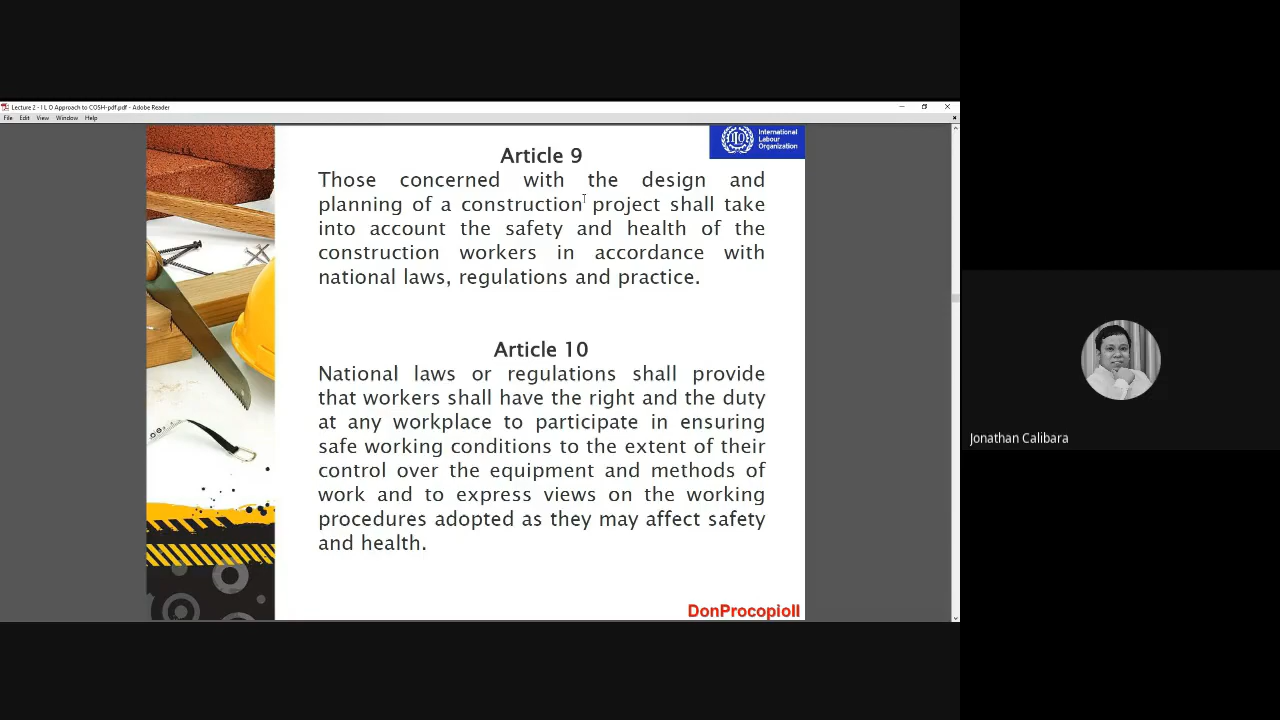 Lecture 2 - I L O Approach to COSH-pdf.pdf - Adobe Reader
File Edit View Window Help
International
Labour
Organization
Article 9
Those concerned with the design and
planning of a construction project shall take
into account the safety and health of the
construction workers in accordance with
national laws, regulations and practice.
Article 10
National laws or regulations shall provide
that workers shall have the right and the duty
at any workplace to participate in ensuring
safe working conditions to the extent of their
control over the equipment and methods of
work and to express views on the working
procedures adopted as they may affect safety
and health.
DonProcopioII
Jonathan Calibara